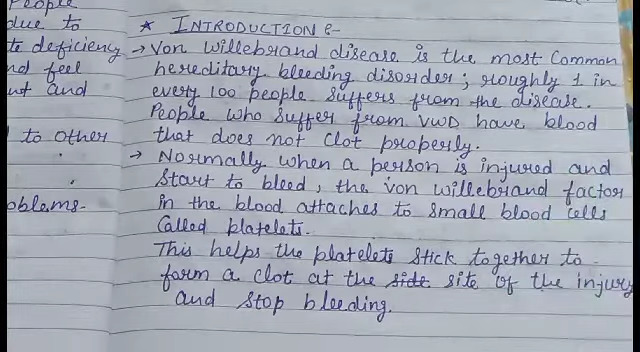 People
due to
te deficiency
nd feel
and
to other
oblems.
★ INTRODUCTION :-
→ Von willebrand disease is the most common
hereditary bleeding disorder; roughly 1 in
every 100 people suffers from the disease.
People who suffer from VWD have blood
that does not clot properly.
→ Normally when a person is injured and
start to bleed, the von willebrand factor
in the blood attaches to small blood cells
called platelets.
This helps the platelets stick together to
form a clot at the side site of the injury
and stop bleeding.